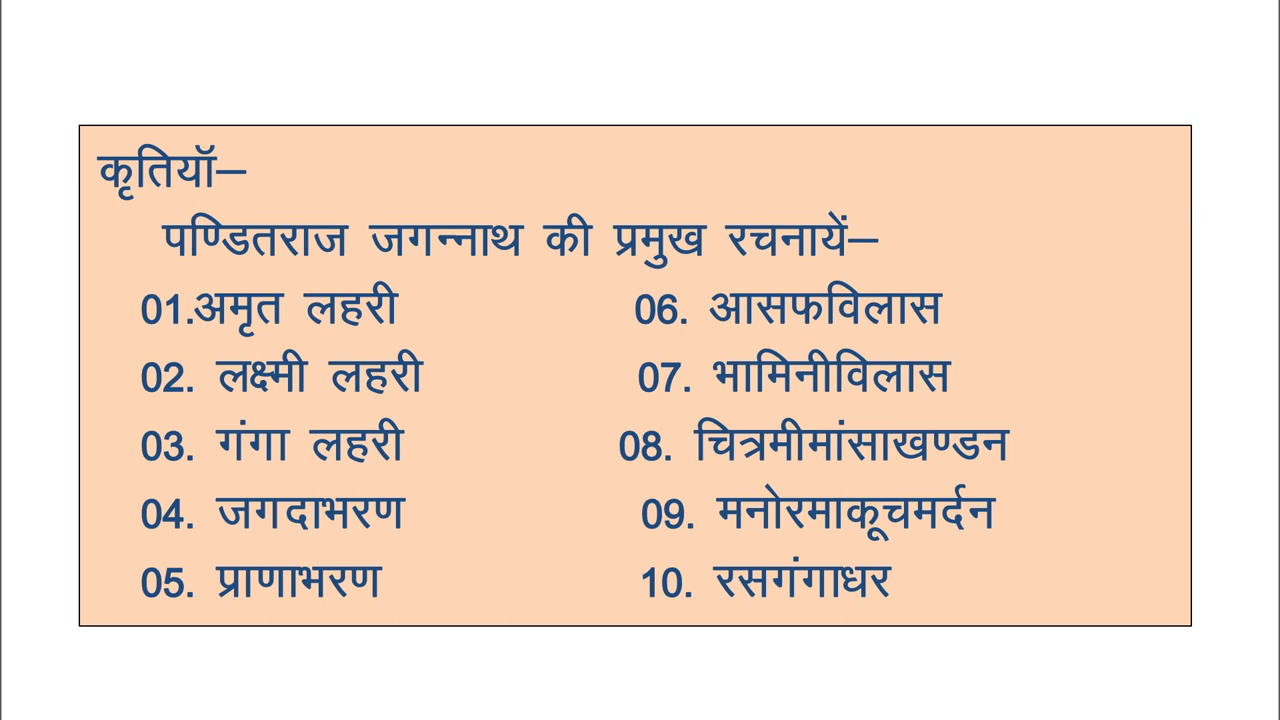 कृतियॉ–
पण्डितराज जगन्नाथ की प्रमुख रचनायें–
01.अमृत लहरी 06. आसफविलास
02. लक्ष्मी लहरी 07. भामिनीविलास
03. गंगा लहरी 08. चित्रमीमांसाखण्डन
04. जगदाभरण 09. मनोरमाकूचमर्दन
05. प्राणाभरण 10. रसगंगाधर